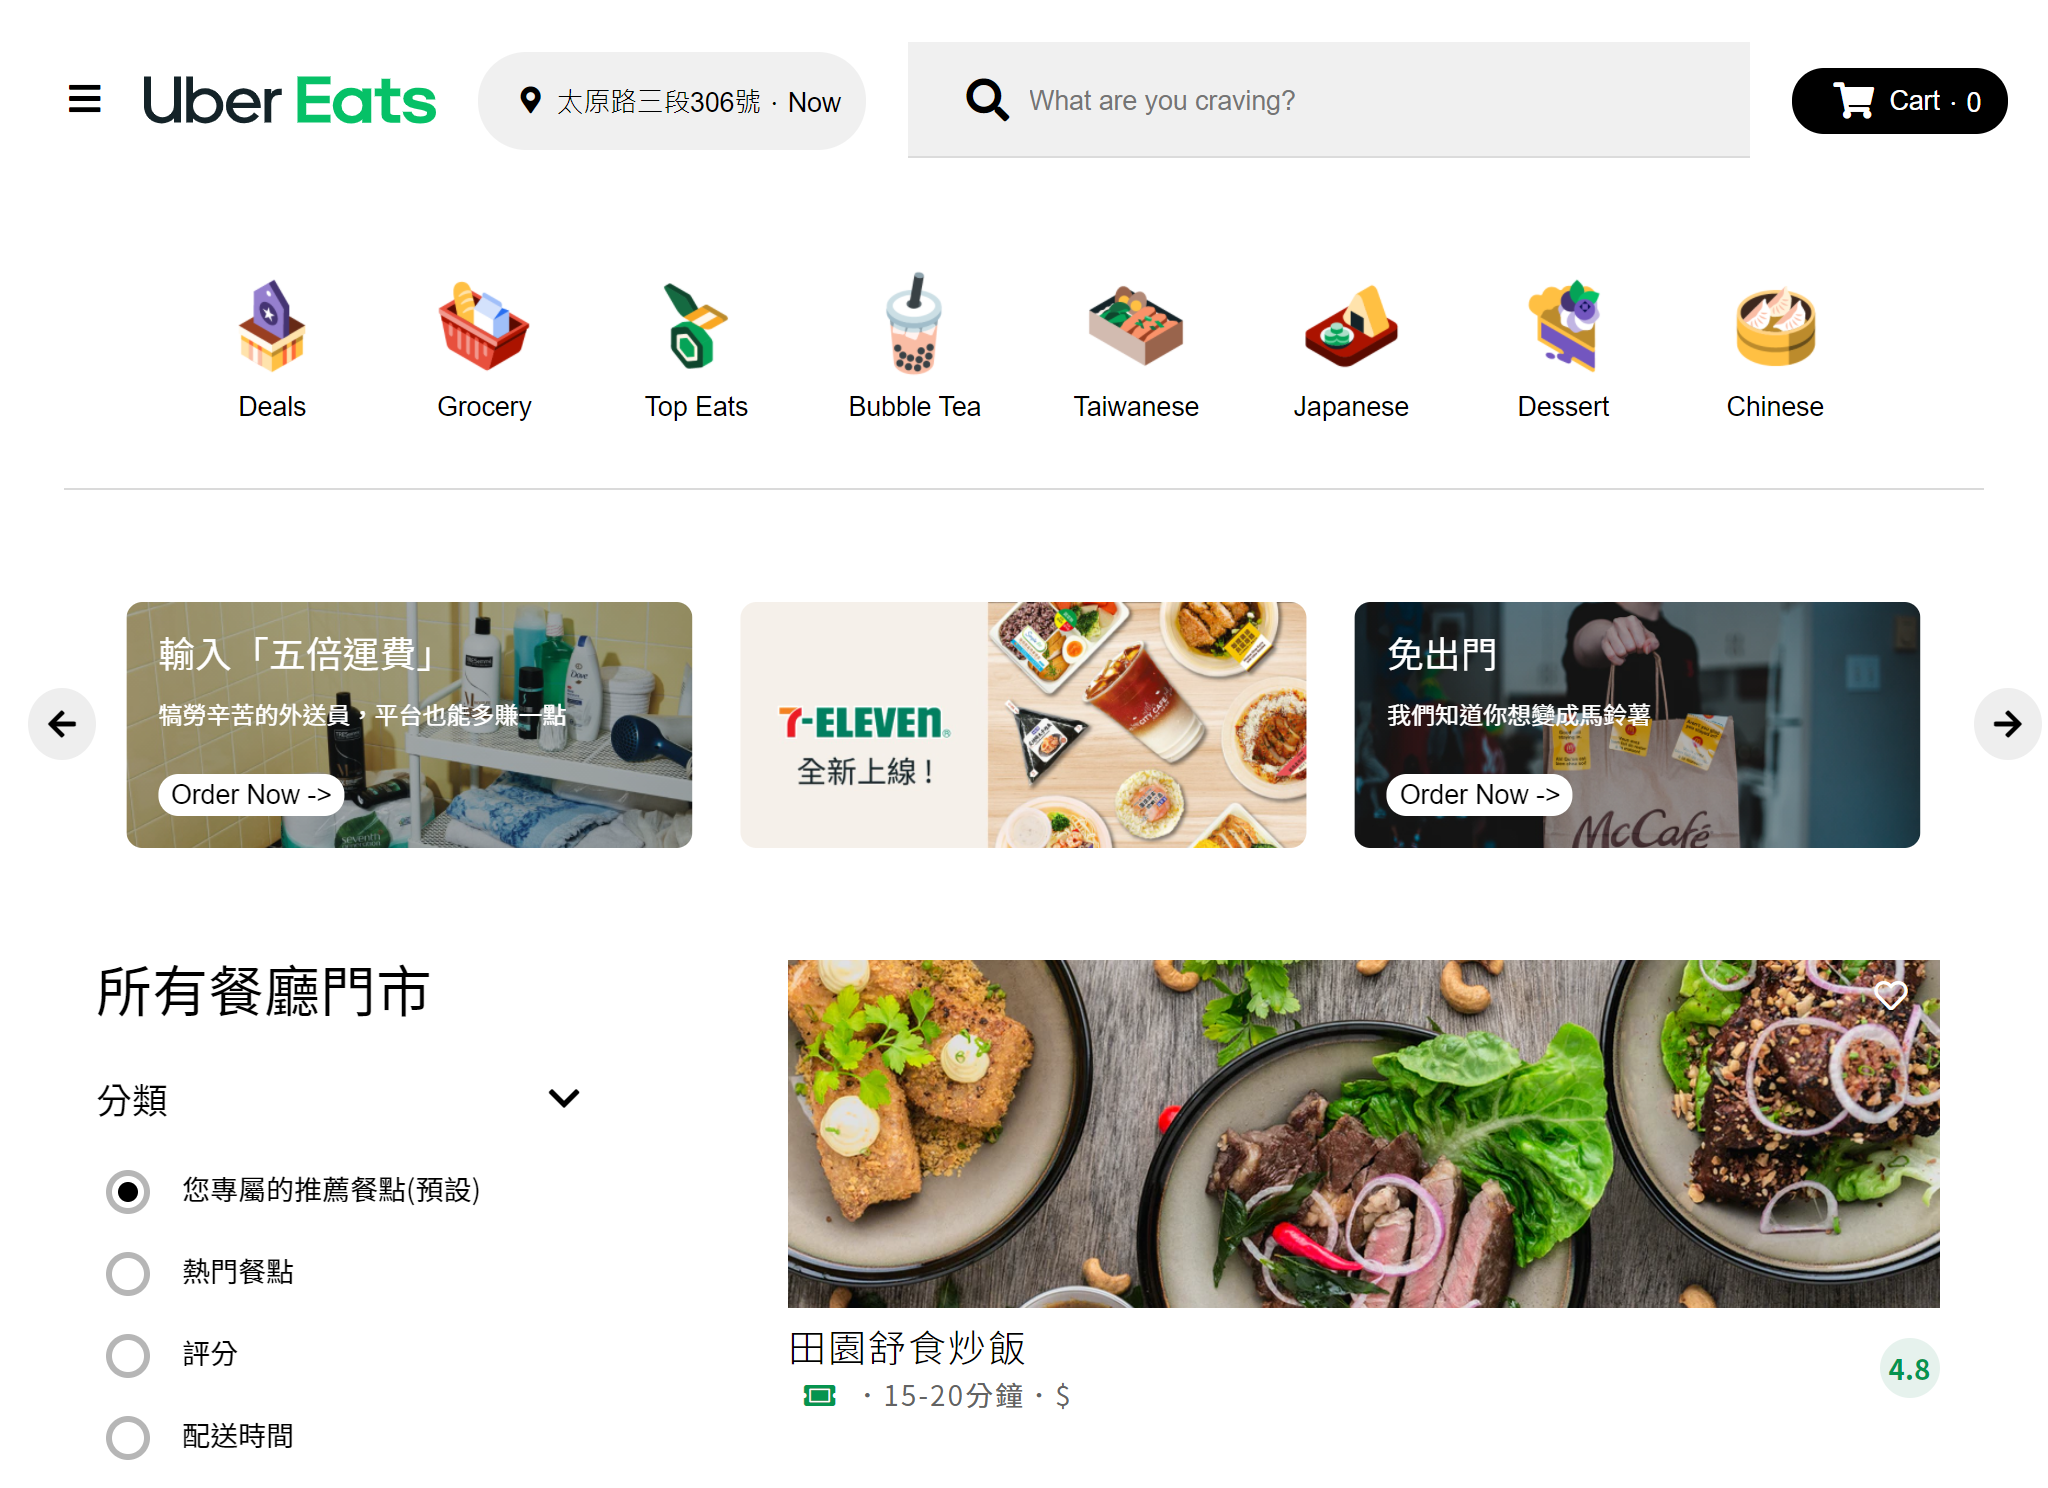 Uber Eats
太原路三段306號 · Now
What are you craving?
Cart · 0
Deals
Grocery
Top Eats
Bubble Tea
Taiwanese
Japanese
Dessert
Chinese
輸入「五倍運費」
犒勞辛苦的外送員，平台也能多賺一點
Order Now ->
Dove
seventh
7-ELEVEN®
全新上線！
CITY CAFE
免出門
我們知道你想變成馬鈴薯
Order Now ->
McCafé
所有餐廳門市
分類
您專屬的推薦餐點(預設)
熱門餐點
評分
配送時間
田園舒食炒飯
· 15-20分鐘 · $
4.8